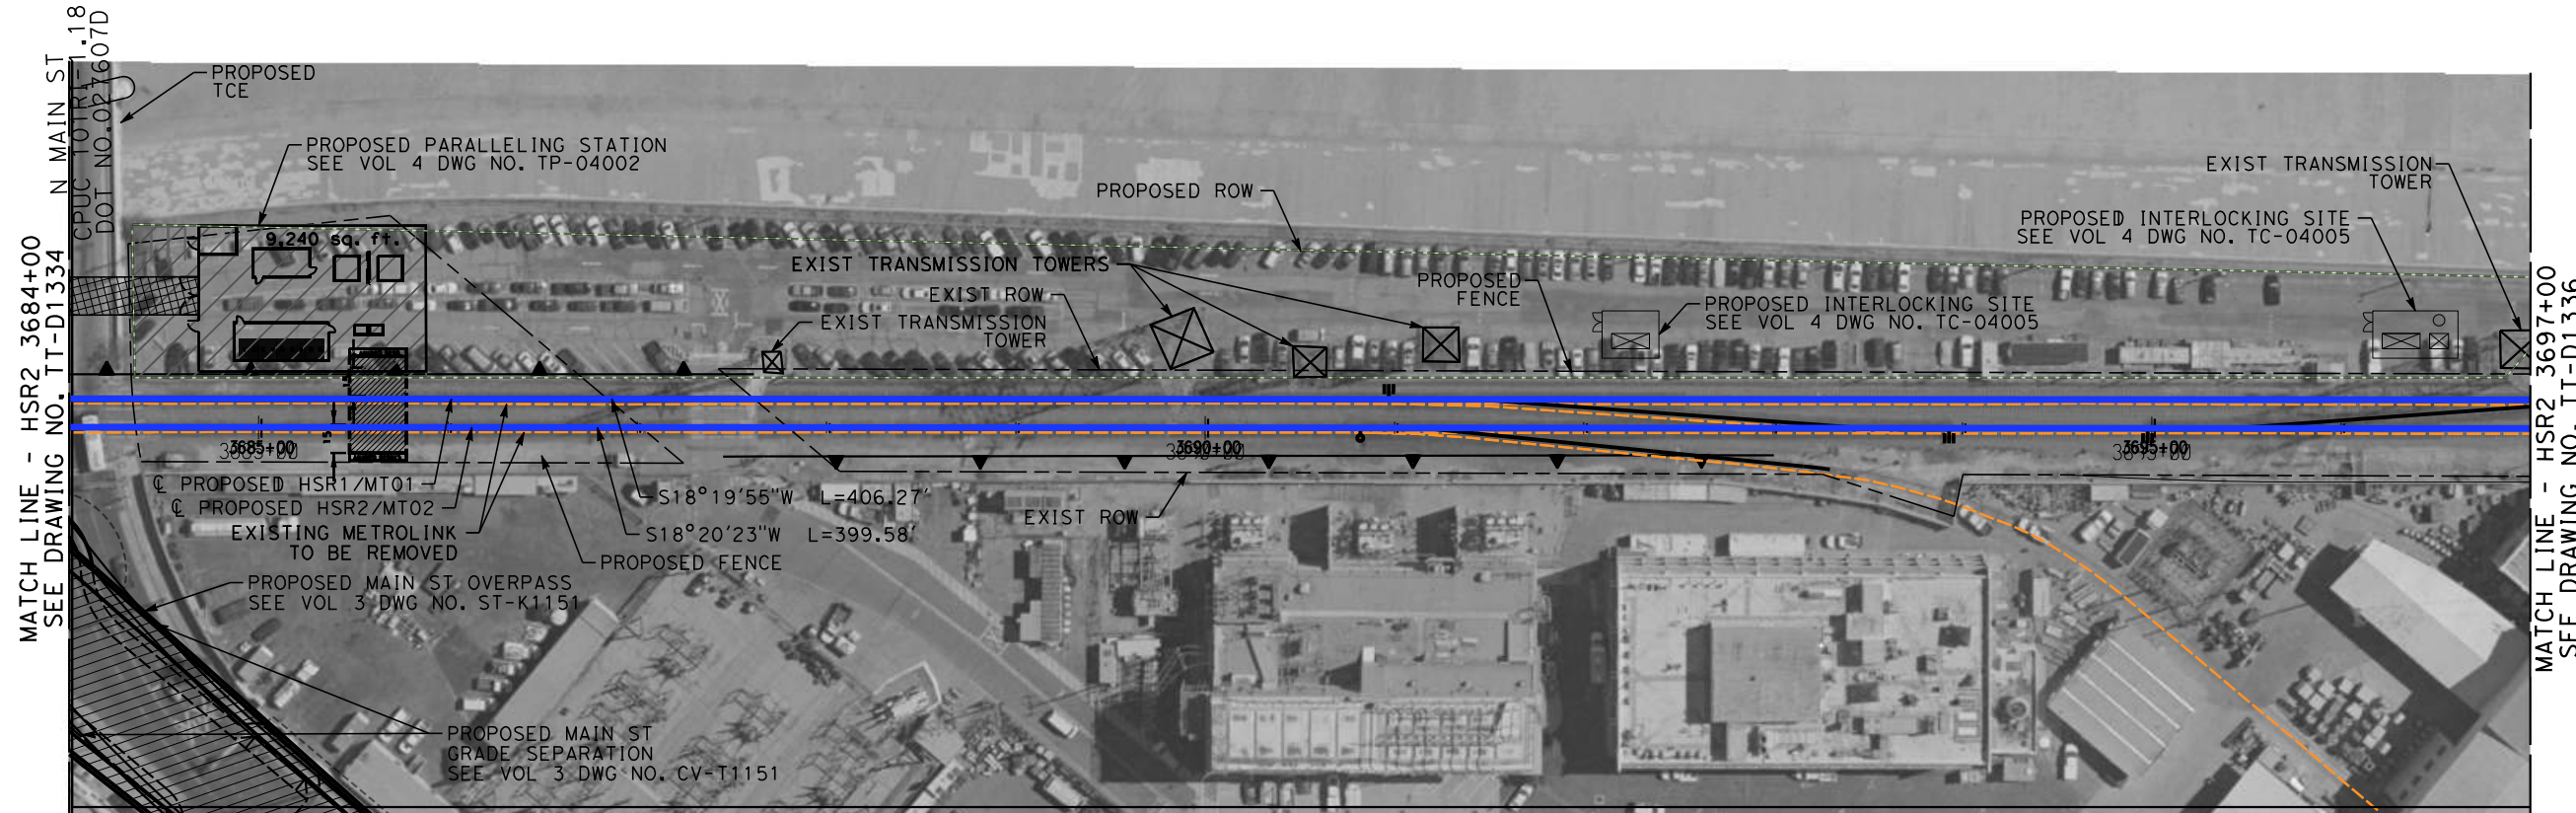 N MAIN ST
CPUC NO.101RL-1.18
DOT NO.027607D
PROPOSED
TCE
PROPOSED PARALLELING STATION
SEE VOL 4 DWG NO. TP-04002
9,240 sq. ft.
PROPOSED ROW
EXIST TRANSMISSION
TOWER
PROPOSED INTERLOCKING SITE
SEE VOL 4 DWG NO. TC-04005
EXIST TRANSMISSION TOWERS
EXIST ROW
EXIST TRANSMISSION
TOWER
PROPOSED
FENCE
PROPOSED INTERLOCKING SITE
SEE VOL 4 DWG NO. TC-04005
MATCH LINE - HSR2 3684+00
SEE DRAWING NO. TT-D1334
MATCH LINE - HSR2 3697+00
SEE DRAWING NO. TT-D1336
15
3685+00
3690+00
3695+00
℄ PROPOSED HSR1/MT01
℄ PROPOSED HSR2/MT02
EXISTING METROLINK
TO BE REMOVED
S18°19'55"W L=406.27'
S18°20'23"W L=399.58'
PROPOSED FENCE
EXIST ROW
PROPOSED MAIN ST OVERPASS
SEE VOL 3 DWG NO. ST-K1151
PROPOSED MAIN ST
GRADE SEPARATION
SEE VOL 3 DWG NO. CV-T1151